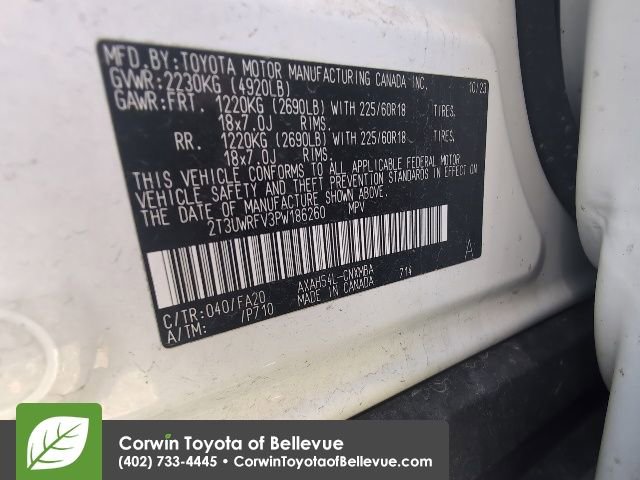 MFD. BY: TOYOTA MOTOR MANUFACTURING CANADA INC. 10/23
GVWR: 2230KG (4920LB)
GAWR: FRT. 1220KG (2690LB) WITH 225/60R18 TIRES.
18x7.0J RIMS.
RR. 1220KG (2690LB) WITH 225/60R18 TIRES.
18x7.0J RIMS.
THIS VEHICLE CONFORMS TO ALL APPLICABLE FEDERAL MOTOR
VEHICLE SAFETY AND THEFT PREVENTION STANDARDS IN EFFECT
ON THE DATE OF MANUFACTURE SHOWN ABOVE.
2T3UWRFV3PW186260 MPV
A
C/TR: 040/FA20 AXAH54L-CNXMBA 714
A/TM: /P710 MADE IN CANADA
Corwin Toyota of Bellevue
(402) 733-4445 • CorwinToyotaofBellevue.com